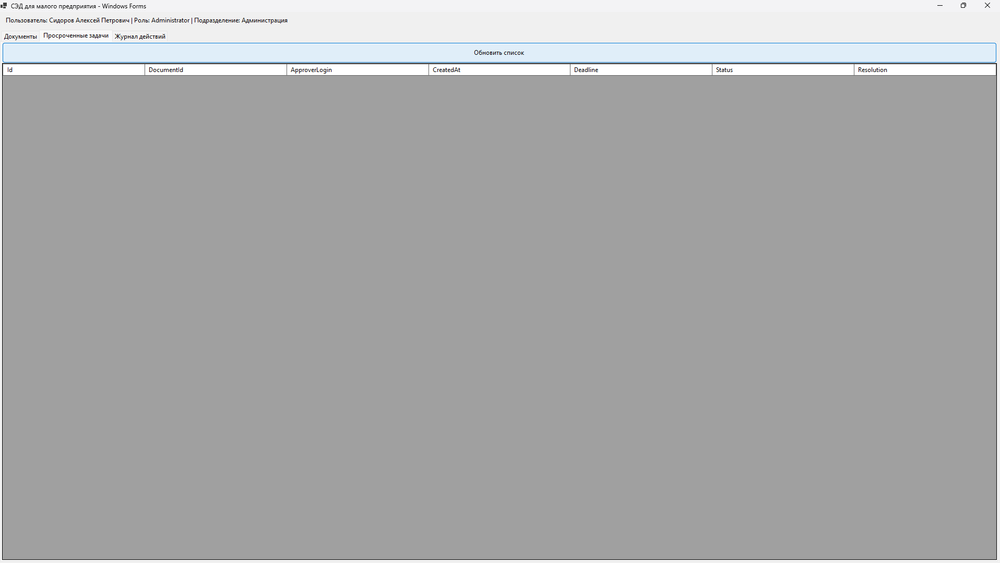 СЭД для малого предприятия - Windows Forms
Пользователь: Сидоров Алексей Петрович | Роль: Administrator | Подразделение: Администрация
Документы Просроченные задачи Журнал действий
Обновить список
Id DocumentId ApproverLogin CreatedAt Deadline Status Resolution